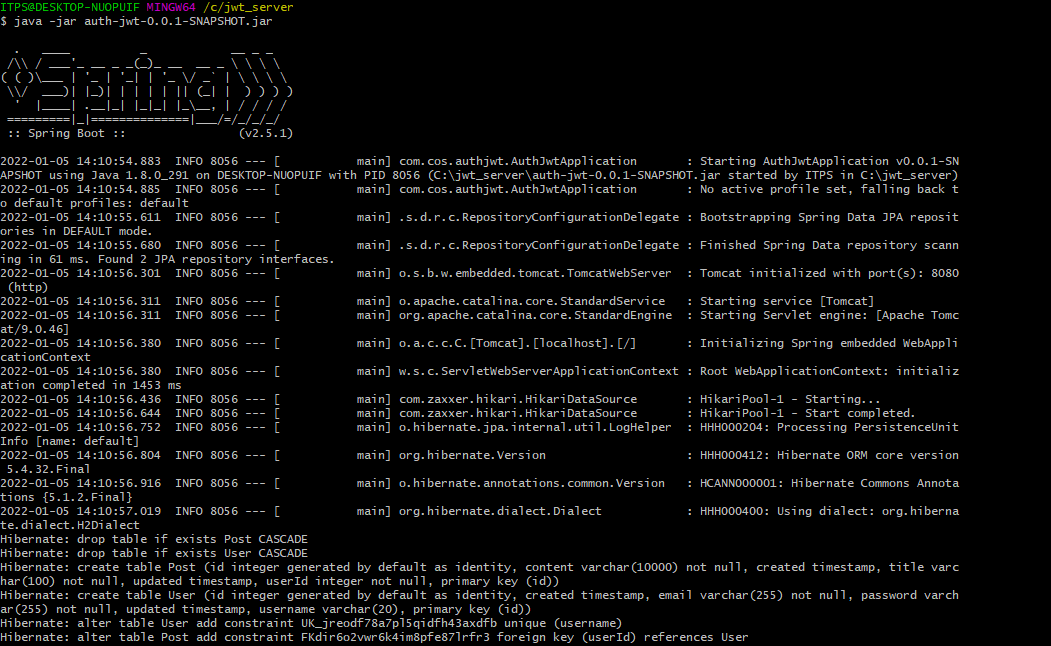 ITPS@DESKTOP-NUOPUIF MINGW64 /c/jwt_server
$ java -jar auth-jwt-0.0.1-SNAPSHOT.jar

  .   ____          _            __ _ _
 /\\ / ___'_ __ _ _(_)_ __  __ _ \ \ \ \
( ( )\___ | '_ | '_| | '_ \/ _` | \ \ \ \
 \\/  ___)| |_)| | | | | || (_| |  ) ) ) )
  '  |____| .__|_| |_|_| |_\__, | / / / /
 =========|_|==============|___/=/_/_/_/
 :: Spring Boot ::                (v2.5.1)

2022-01-05 14:10:54.883  INFO 8056 --- [           main] com.cos.authjwt.AuthJwtApplication       : Starting AuthJwtApplication v0.0.1-SN
APSHOT using Java 1.8.0_291 on DESKTOP-NUOPUIF with PID 8056 (C:\jwt_server\auth-jwt-0.0.1-SNAPSHOT.jar started by ITPS in C:\jwt_server)
2022-01-05 14:10:54.885  INFO 8056 --- [           main] com.cos.authjwt.AuthJwtApplication       : No active profile set, falling back t
o default profiles: default
2022-01-05 14:10:55.611  INFO 8056 --- [           main] .s.d.r.c.RepositoryConfigurationDelegate : Bootstrapping Spring Data JPA reposit
ories in DEFAULT mode.
2022-01-05 14:10:55.680  INFO 8056 --- [           main] .s.d.r.c.RepositoryConfigurationDelegate : Finished Spring Data repository scann
ing in 61 ms. Found 2 JPA repository interfaces.
2022-01-05 14:10:56.301  INFO 8056 --- [           main] o.s.b.w.embedded.tomcat.TomcatWebServer  : Tomcat initialized with port(s): 8080
 (http)
2022-01-05 14:10:56.311  INFO 8056 --- [           main] o.apache.catalina.core.StandardService   : Starting service [Tomcat]
2022-01-05 14:10:56.311  INFO 8056 --- [           main] org.apache.catalina.core.StandardEngine  : Starting Servlet engine: [Apache Tomc
at/9.0.46]
2022-01-05 14:10:56.380  INFO 8056 --- [           main] o.a.c.c.C.[Tomcat].[localhost].[/]       : Initializing Spring embedded WebAppli
cationContext
2022-01-05 14:10:56.380  INFO 8056 --- [           main] w.s.c.ServletWebServerApplicationContext : Root WebApplicationContext: initializ
ation completed in 1453 ms
2022-01-05 14:10:56.436  INFO 8056 --- [           main] com.zaxxer.hikari.HikariDataSource       : HikariPool-1 - Starting...
2022-01-05 14:10:56.644  INFO 8056 --- [           main] com.zaxxer.hikari.HikariDataSource       : HikariPool-1 - Start completed.
2022-01-05 14:10:56.752  INFO 8056 --- [           main] o.hibernate.jpa.internal.util.LogHelper  : HHH000204: Processing PersistenceUnit
Info [name: default]
2022-01-05 14:10:56.804  INFO 8056 --- [           main] org.hibernate.Version                    : HHH000412: Hibernate ORM core version
 5.4.32.Final
2022-01-05 14:10:56.916  INFO 8056 --- [           main] o.hibernate.annotations.common.Version   : HCANN000001: Hibernate Commons Annota
tions {5.1.2.Final}
2022-01-05 14:10:57.019  INFO 8056 --- [           main] org.hibernate.dialect.Dialect            : HHH000400: Using dialect: org.hiberna
te.dialect.H2Dialect
Hibernate: drop table if exists Post CASCADE
Hibernate: drop table if exists User CASCADE
Hibernate: create table Post (id integer generated by default as identity, content varchar(10000) not null, created timestamp, title varc
har(100) not null, updated timestamp, userId integer not null, primary key (id))
Hibernate: create table User (id integer generated by default as identity, created timestamp, email varchar(255) not null, password varch
ar(255) not null, updated timestamp, username varchar(20), primary key (id))
Hibernate: alter table User add constraint UK_jreodf78a7pl5qidfh43axdfb unique (username)
Hibernate: alter table Post add constraint FKdir6o2vwr6k4im8pfe87lrfr3 foreign key (userId) references User